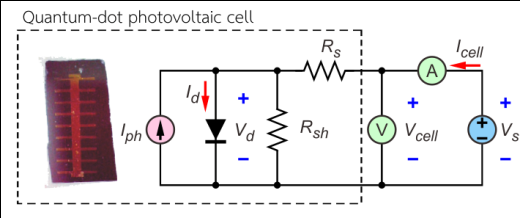 Quantum-dot photovoltaic cell
R_s
I_cell
A
I_d
+
+
+
I_ph
V_d
R_sh
V
V_cell
+
−
V_s
−
−
−